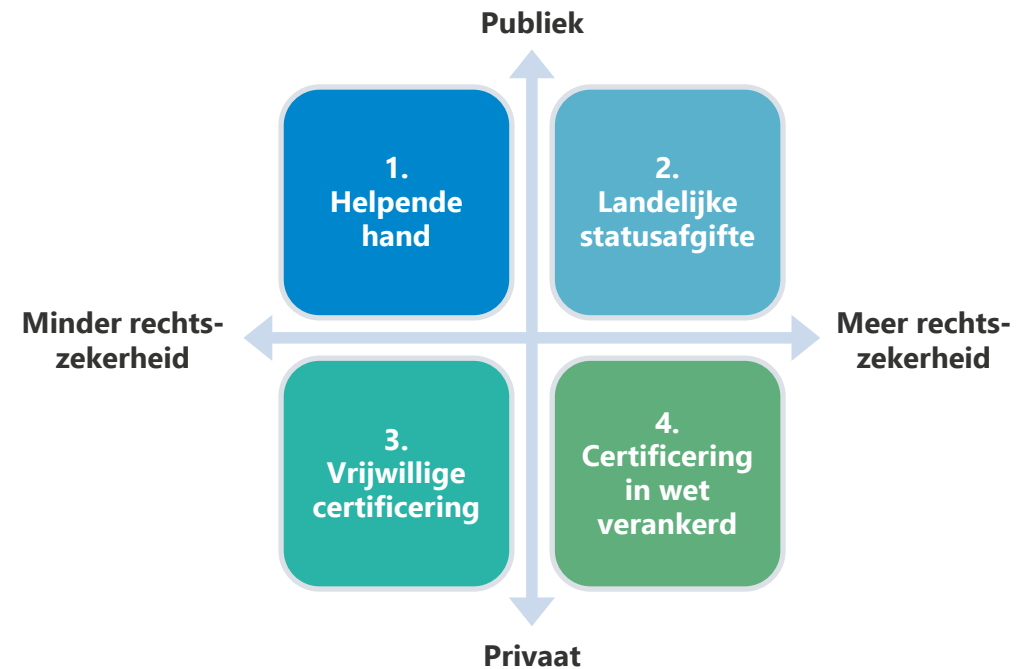 Publiek
1.
Helpende
hand
2.
Landelijke
statusafgifte
Minder rechts-
zekerheid
Meer rechts-
zekerheid
3.
Vrijwillige
certificering
4.
Certificering
in wet
verankerd
Privaat